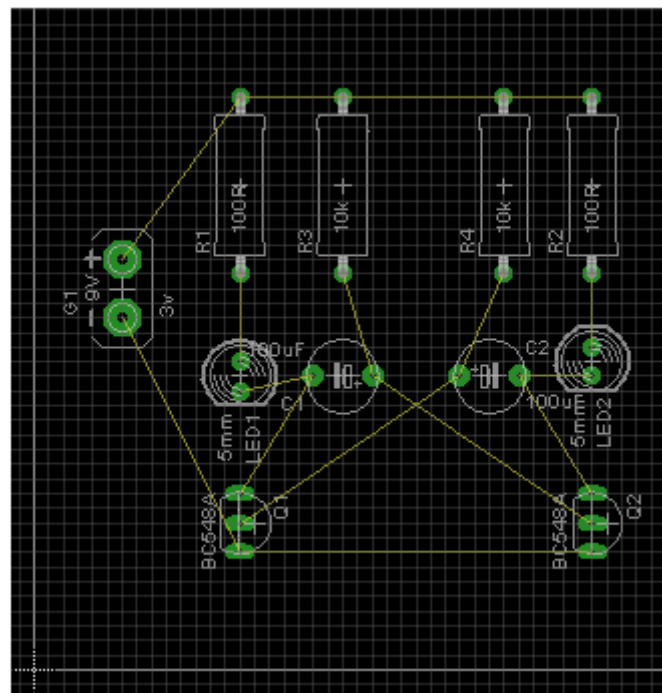 100R
10k
10k
100R
R1
R3
R4
R2
+
9V
-
G1
3v
100uF
C1
C2
100uF
5mm
LED1
5mm
LED2
BC548A
Q1
BC548A
Q2